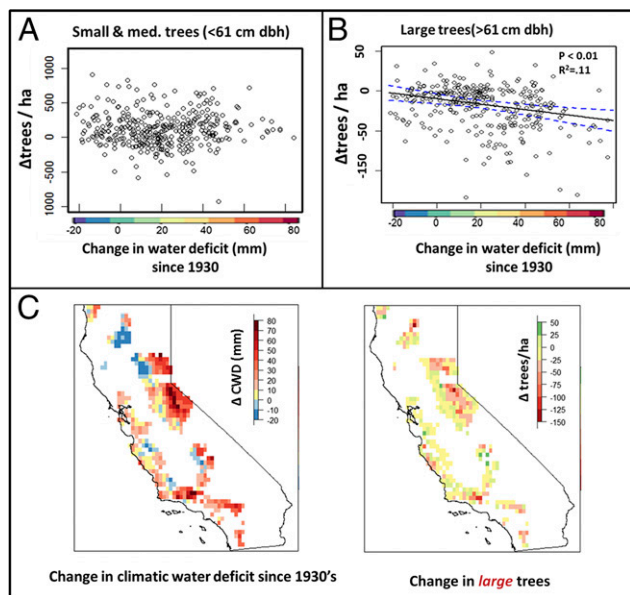 A
Small & med. trees (<61 cm dbh)
Δtrees / ha
1000
500
0
-500
1000
-20
0
20
40
60
80
Change in water deficit (mm)
since 1930
B
Large trees(>61 cm dbh)
P < 0.01
R²=.11
Δtrees / ha
50
-0
-50
-150
-20
0
20
40
60
80
Change in water deficit (mm)
since 1930
C
Δ CWD (mm)
80
70
60
50
40
30
20
10
0
-10
-20
Change in climatic water deficit since 1930's
Δ trees/ha
50
25
0
-25
-50
-75
-100
-125
-150
Change in large trees